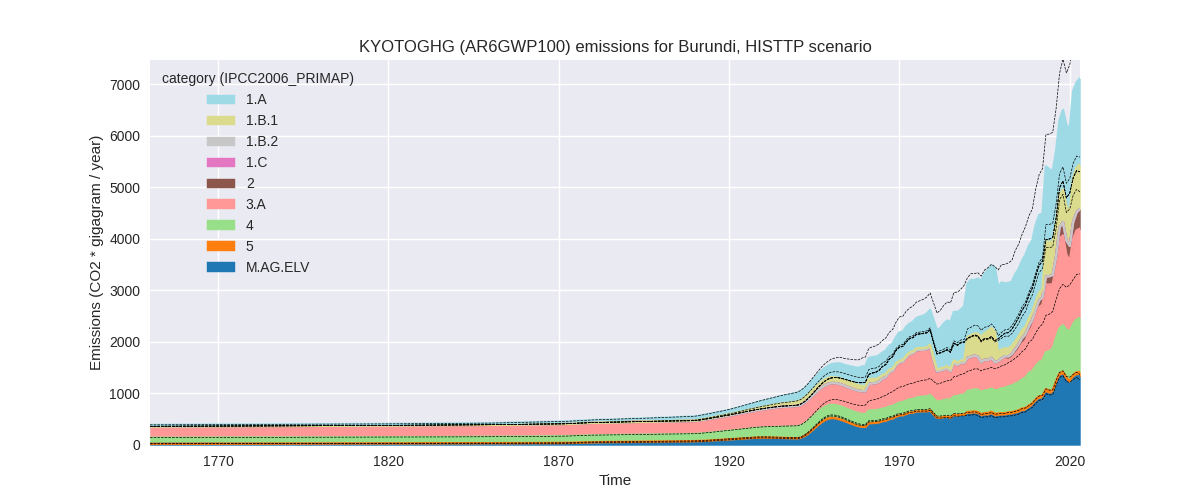 KYOTOGHG (AR6GWP100) emissions for Burundi, HISTTP scenario
category (IPCC2006_PRIMAP)
1.A
1.B.1
1.B.2
1.C
2
3.A
4
5
M.AG.ELV
Emissions (CO2 * gigagram / year)
7000
6000
5000
4000
3000
2000
1000
0
1770 1820 1870 1920 1970 2020
Time